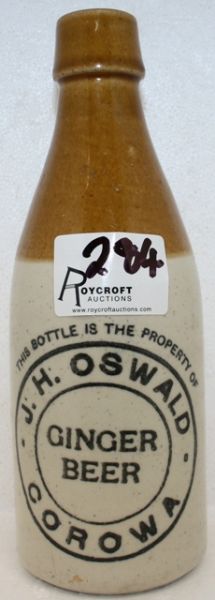 284
ROYCROFT
AUCTIONS
www.roycroftauctions.com
THIS BOTTLE IS THE PROPERTY OF
J. H. OSWALD
GINGER
BEER
COROWA